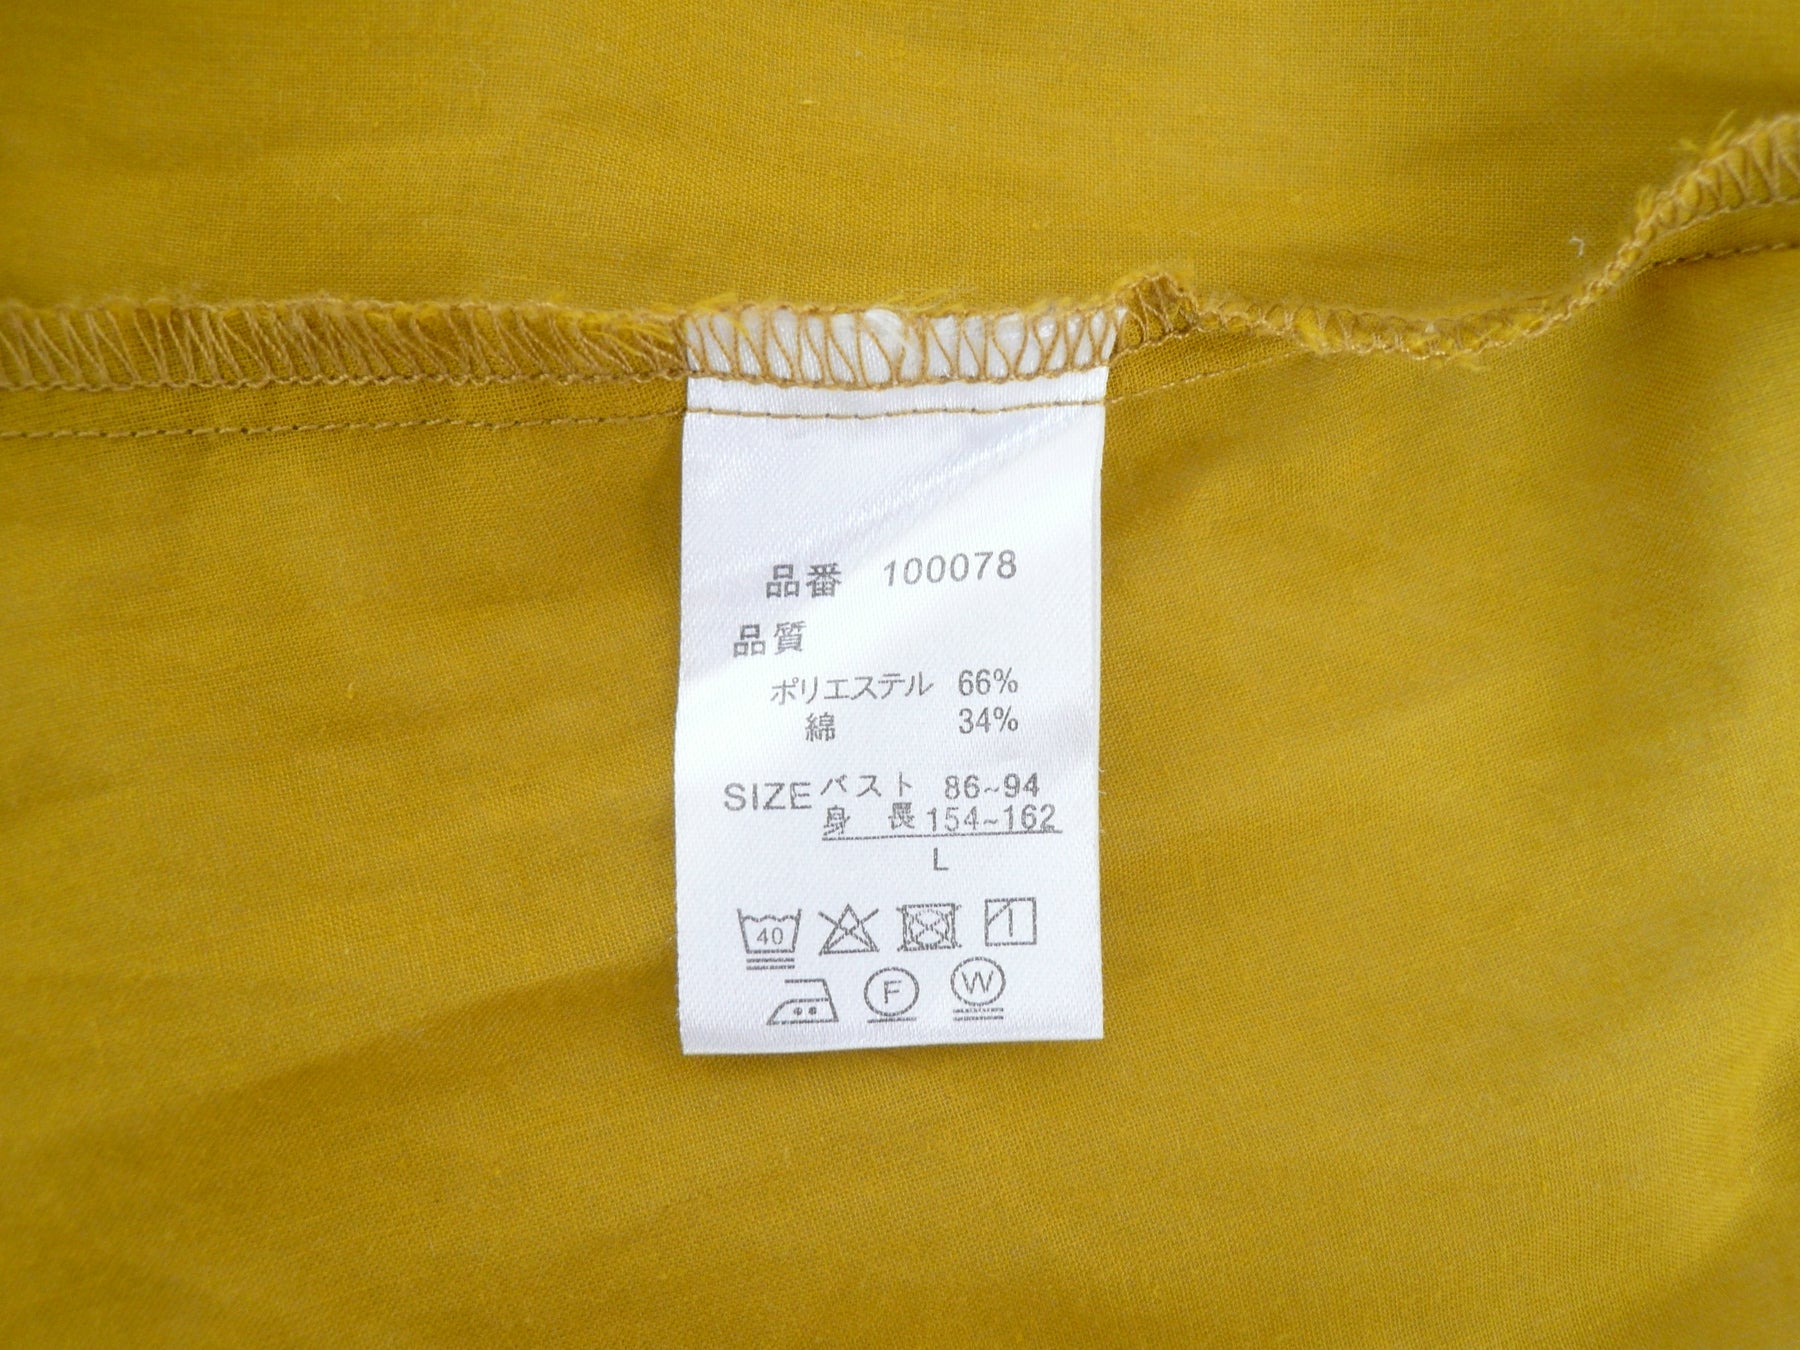 品番 100078
品質
ポリエステル 66%
綿 34%
SIZE バスト 86~94
身 長 154~162
L
40
F
W